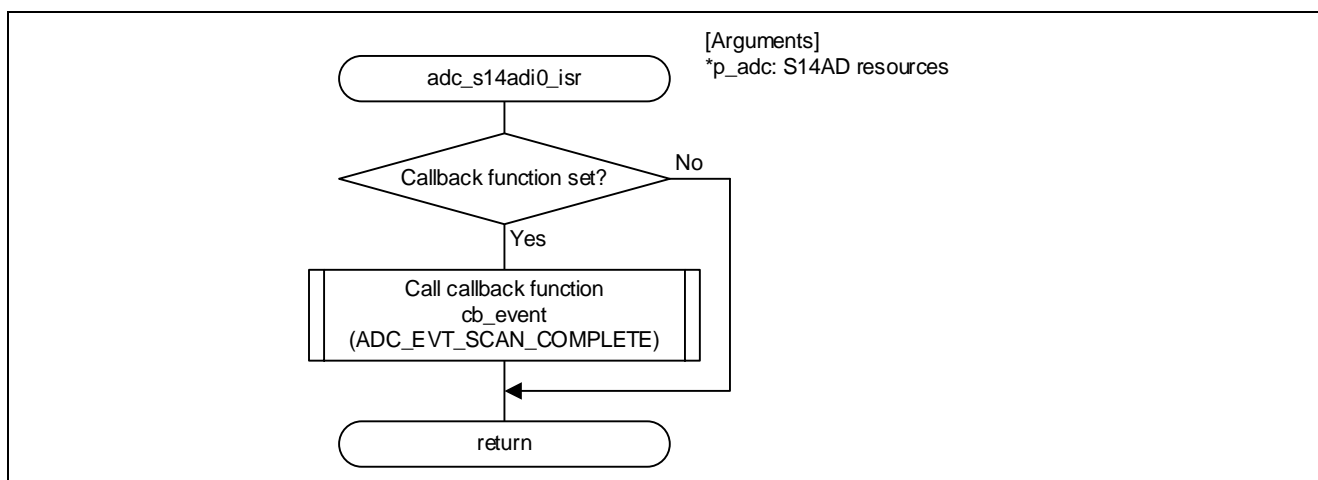 [Arguments]
*p_adc: S14AD resources
adc_s14adi0_isr
Callback function set?
No
Yes
Call callback function
cb_event
(ADC_EVT_SCAN_COMPLETE)
return